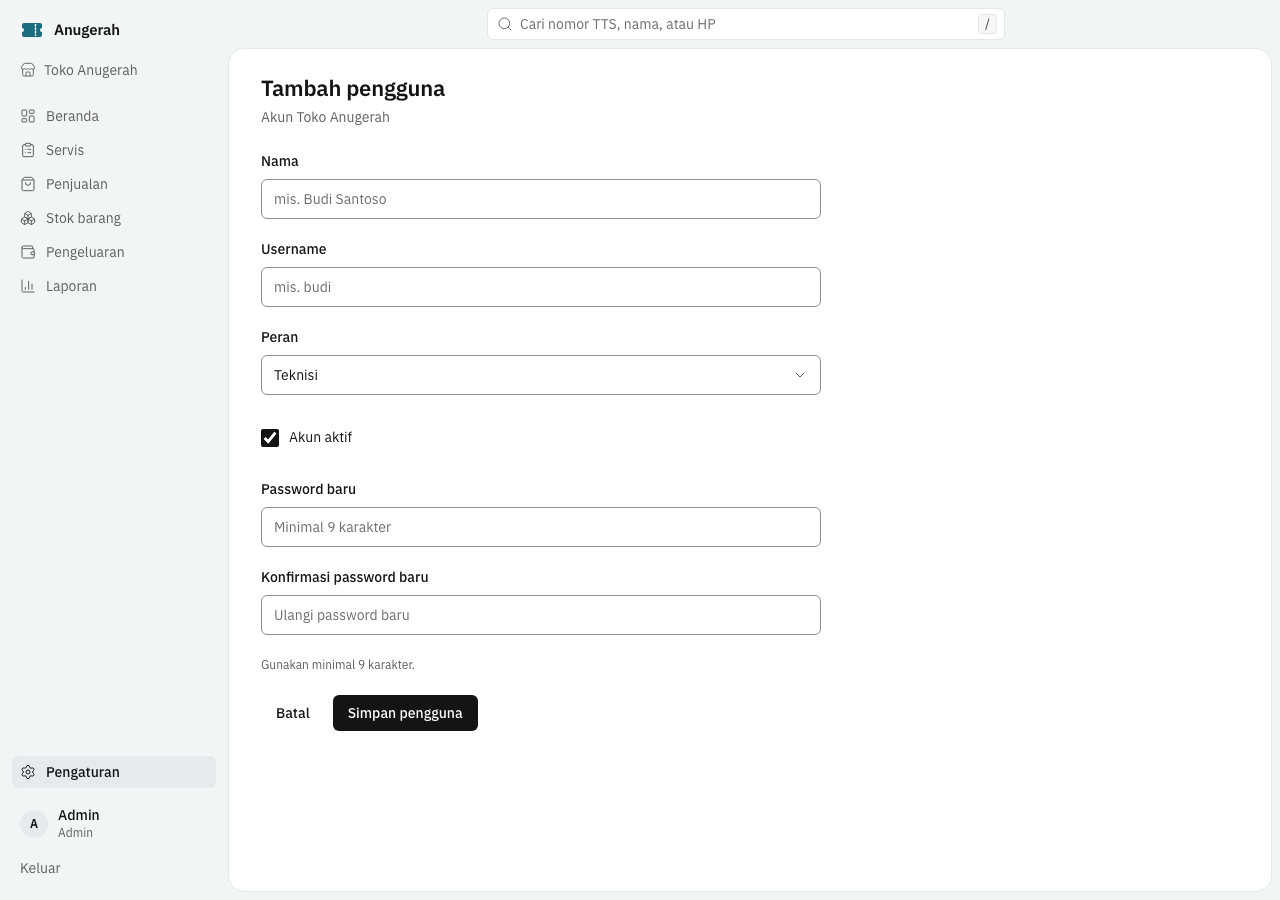 Anugerah
Cari nomor TTS, nama, atau HP
/
Toko Anugerah
Beranda
Servis
Penjualan
Stok barang
Pengeluaran
Laporan
Pengaturan
A
Admin
Admin
Keluar
Tambah pengguna
Akun Toko Anugerah
Nama
mis. Budi Santoso
Username
mis. budi
Peran
Teknisi
Akun aktif
Password baru
Minimal 9 karakter
Konfirmasi password baru
Ulangi password baru
Gunakan minimal 9 karakter.
Batal
Simpan pengguna